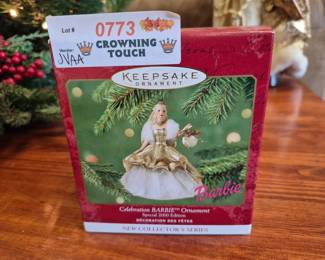 Lot #
0773
Vendor
JVAA
CROWNING
TOUCH
KEEPSAKE
ORNAMENT
Barbie
Celebration BARBIE™ Ornament
Special 2000 Edition
DÉCORATION DES FÊTES
NEW COLLECTOR'S SERIES